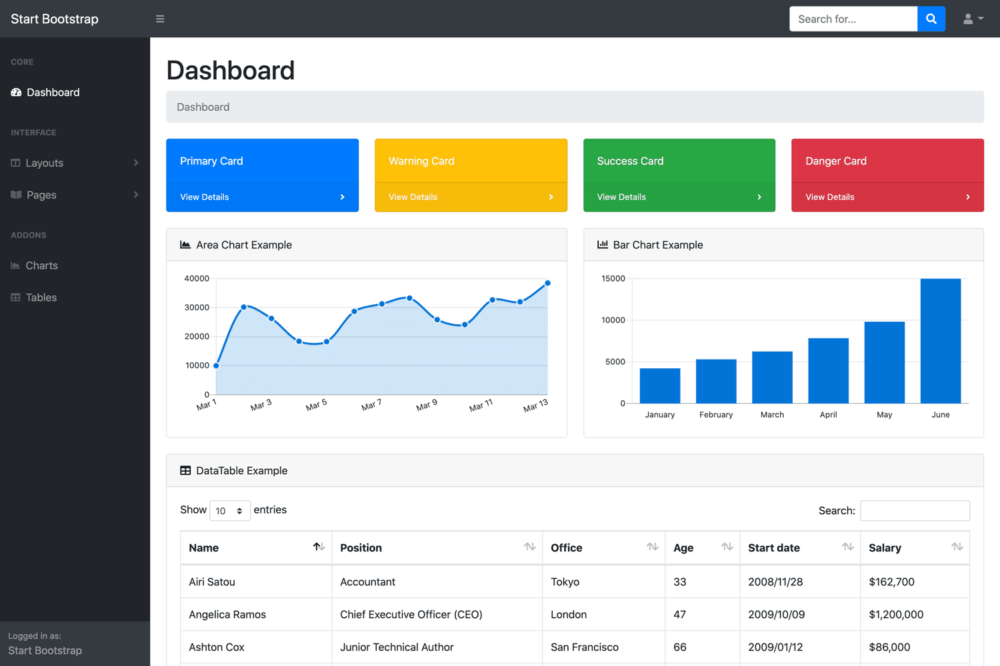 Start Bootstrap
Search for...
CORE
Dashboard
INTERFACE
Layouts
Pages
ADDONS
Charts
Tables
Logged in as:
Start Bootstrap
Dashboard
Dashboard
Primary Card
View Details
Warning Card
View Details
Success Card
View Details
Danger Card
View Details
Area Chart Example
40000
30000
20000
10000
0
Mar 1 Mar 3 Mar 5 Mar 7 Mar 9 Mar 11 Mar 13
Bar Chart Example
15000
10000
5000
0
January February March April May June
DataTable Example
Show 10 entries
Search:
Name Position Office Age Start date Salary
Airi Satou Accountant Tokyo 33 2008/11/28 $162,700
Angelica Ramos Chief Executive Officer (CEO) London 47 2009/10/09 $1,200,000
Ashton Cox Junior Technical Author San Francisco 66 2009/01/12 $86,000